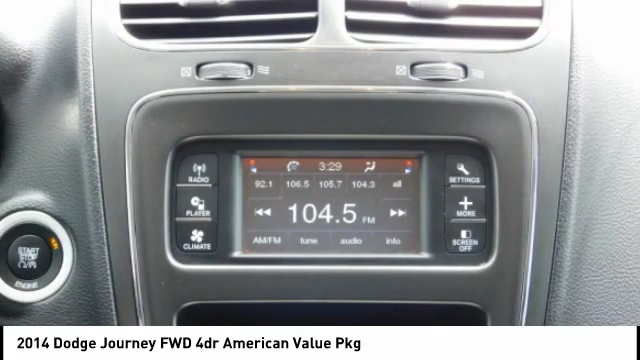 3:29
RADIO
92.1 106.5 105.7 104.3 all
SETTINGS
PLAYER
104.5 FM
MORE
CLIMATE
AM/FM tune audio info
SCREEN
OFF
START
STOP
ENGINE
2014 Dodge Journey FWD 4dr American Value Pkg